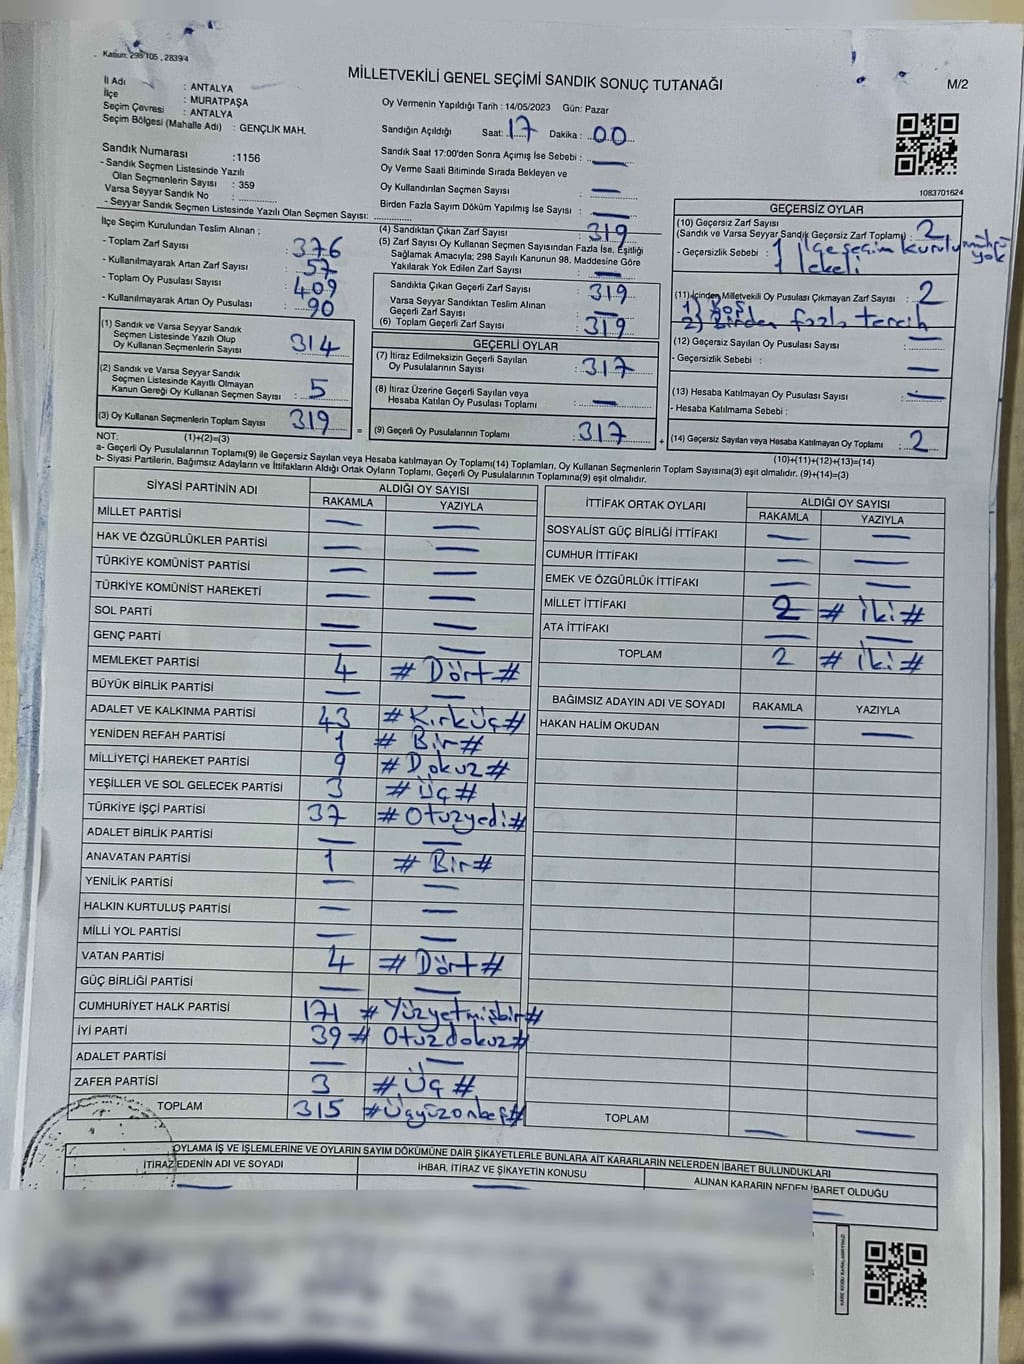 Kanun: 298/105 , 2839/4
MİLLETVEKİLİ GENEL SEÇİMİ SANDIK SONUÇ TUTANAĞI
M/2
İl Adı : ANTALYA
İlçe : MURATPAŞA
Seçim Çevresi : ANTALYA
Seçim Bölgesi (Mahalle Adı) : GENÇLİK MAH.
Sandık Numarası :1156
- Sandık Seçmen Listesinde Yazılı
Olan Seçmenlerin Sayısı : 359
Varsa Seyyar Sandık No :
- Seyyar Sandık Seçmen Listesinde Yazılı Olan Seçmen Sayısı:
Oy Vermenin Yapıldığı Tarih : 14/05/2023 Gün: Pazar
Sandığın Açıldığı Saat: 17 Dakika : 00
Sandık Saat 17:00'den Sonra Açımış İse Sebebi : —
Oy Verme Saati Bitiminde Sırada Bekleyen ve
Oy Kullandırılan Seçmen Sayısı : —
Birden Fazla Sayım Döküm Yapılmış İse Sayısı : —
1083701624
İlçe Seçim Kurulundan Teslim Alınan ;
- Toplam Zarf Sayısı : 376
- Kullanılmayarak Artan Zarf Sayısı : 57
- Toplam Oy Pusulası Sayısı : 409
- Kullanılmayarak Artan Oy Pusulası : 90
(1) Sandık ve Varsa Seyyar Sandık
Seçmen Listesinde Yazılı Olup
Oy Kullanan Seçmenlerin Sayısı : 314
(2) Sandık ve Varsa Seyyar Sandık
Seçmen Listesinde Kayıtlı Olmayan
Kanun Gereği Oy Kullanan Seçmen Sayısı : 5
(3) Oy Kullanan Seçmenlerin Toplam Sayısı : 319
(4) Sandıktan Çıkan Zarf Sayısı : 319
(5) Zarf Sayısı Oy Kullanan Seçmen Sayısından Fazla İse, Eşitliği
Sağlamak Amacıyla; 298 Sayılı Kanunun 98. Maddesine Göre
Yakılarak Yok Edilen Zarf Sayısı : —
Sandıkta Çıkan Geçerli Zarf Sayısı : 319
Varsa Seyyar Sandıktan Teslim Alınan
Geçerli Zarf Sayısı : —
(6) Toplam Geçerli Zarf Sayısı : 319
GEÇERLİ OYLAR
(7) İtiraz Edilmeksizin Geçerli Sayılan
Oy Pusulalarının Sayısı : 317
(8) İtiraz Üzerine Geçerli Sayılan veya
Hesaba Katılan Oy Pusulası Toplamı : —
(9) Geçerli Oy Pusulalarının Toplamı : 317
GEÇERSİZ OYLAR
(10) Geçersiz Zarf Sayısı
(Sandık ve Varsa Seyyar Sandık Geçersiz Zarf Toplamı) : 2
- Geçersizlik Sebebi : 1 ilçe seçim kurulu mühürü yok
1 lekeli
(11) İçinden Milletvekili Oy Pusulası Çıkmayan Zarf Sayısı : 2
1) Boş
2) Birden fazla tercih
(12) Geçersiz Sayılan Oy Pusulası Sayısı : —
- Geçersizlik Sebebi : —
(13) Hesaba Katılmayan Oy Pusulası Sayısı : —
- Hesaba Katılmama Sebebi :
(14) Geçersiz Sayılan veya Hesaba Katılmayan Oy Toplamı : 2
NOT: (1)+(2)=(3)
(10)+(11)+(12)+(13)=(14)
a- Geçerli Oy Pusulalarının Toplamı(9) ile Geçersiz Sayılan veya Hesaba Katılmayan Oy Toplamı(14) Toplamları, Oy Kullanan Seçmenlerin Toplam Sayısına(3) eşit olmalıdır. (9)+(14)=(3)
b- Siyasi Partilerin, Bağımsız Adayların ve İttifakların Aldığı Ortak Oyların Toplamı, Geçerli Oy Pusulalarının Toplamına(9) eşit olmalıdır.
SİYASİ PARTİNİN ADI ALDIĞI OY SAYISI
RAKAMLA YAZIYLA
MİLLET PARTİSİ — —
HAK VE ÖZGÜRLÜKLER PARTİSİ — —
TÜRKİYE KOMÜNİST PARTİSİ — —
TÜRKİYE KOMÜNİST HAREKETİ — —
SOL PARTİ — —
GENÇ PARTİ — —
MEMLEKET PARTİSİ 4 # Dört #
BÜYÜK BİRLİK PARTİSİ — —
ADALET VE KALKINMA PARTİSİ 43 # Kırküç #
YENİDEN REFAH PARTİSİ 1 # Bir #
MİLLİYETÇİ HAREKET PARTİSİ 9 # Dokuz #
YEŞİLLER VE SOL GELECEK PARTİSİ 3 # Üç #
TÜRKİYE İŞÇİ PARTİSİ 37 # Otuzyedi #
ADALET BİRLİK PARTİSİ — —
ANAVATAN PARTİSİ 1 # Bir #
YENİLİK PARTİSİ — —
HALKIN KURTULUŞ PARTİSİ — —
MİLLİ YOL PARTİSİ — —
VATAN PARTİSİ 4 # Dört #
GÜÇ BİRLİĞİ PARTİSİ — —
CUMHURİYET HALK PARTİSİ 171 # Yüzyetmişbir #
İYİ PARTİ 39 # Otuzdokuz #
ADALET PARTİSİ — —
ZAFER PARTİSİ 3 # Üç #
TOPLAM 315 # Üçyüzonbeş #
İTTİFAK ORTAK OYLARI ALDIĞI OY SAYISI
RAKAMLA YAZIYLA
SOSYALİST GÜÇ BİRLİĞİ İTTİFAKI — —
CUMHUR İTTİFAKI — —
EMEK VE ÖZGÜRLÜK İTTİFAKI — —
MİLLET İTTİFAKI 2 # İki #
ATA İTTİFAKI — —
TOPLAM 2 # İki #
BAĞIMSIZ ADAYIN ADI VE SOYADI RAKAMLA YAZIYLA
HAKAN HALİM OKUDAN — —
TOPLAM — —
OYLAMA İŞ VE İŞLEMLERİNE VE OYLARIN SAYIM DÖKÜMÜNE DAİR ŞİKAYETLERLE BUNLARA AİT KARARLARIN NELERDEN İBARET BULUNDUKLARI
İTİRAZ EDENİN ADI VE SOYADI İHBAR, İTİRAZ VE ŞİKAYETİN KONUSU ALINAN KARARIN NEDEN İBARET OLDUĞU
— — —